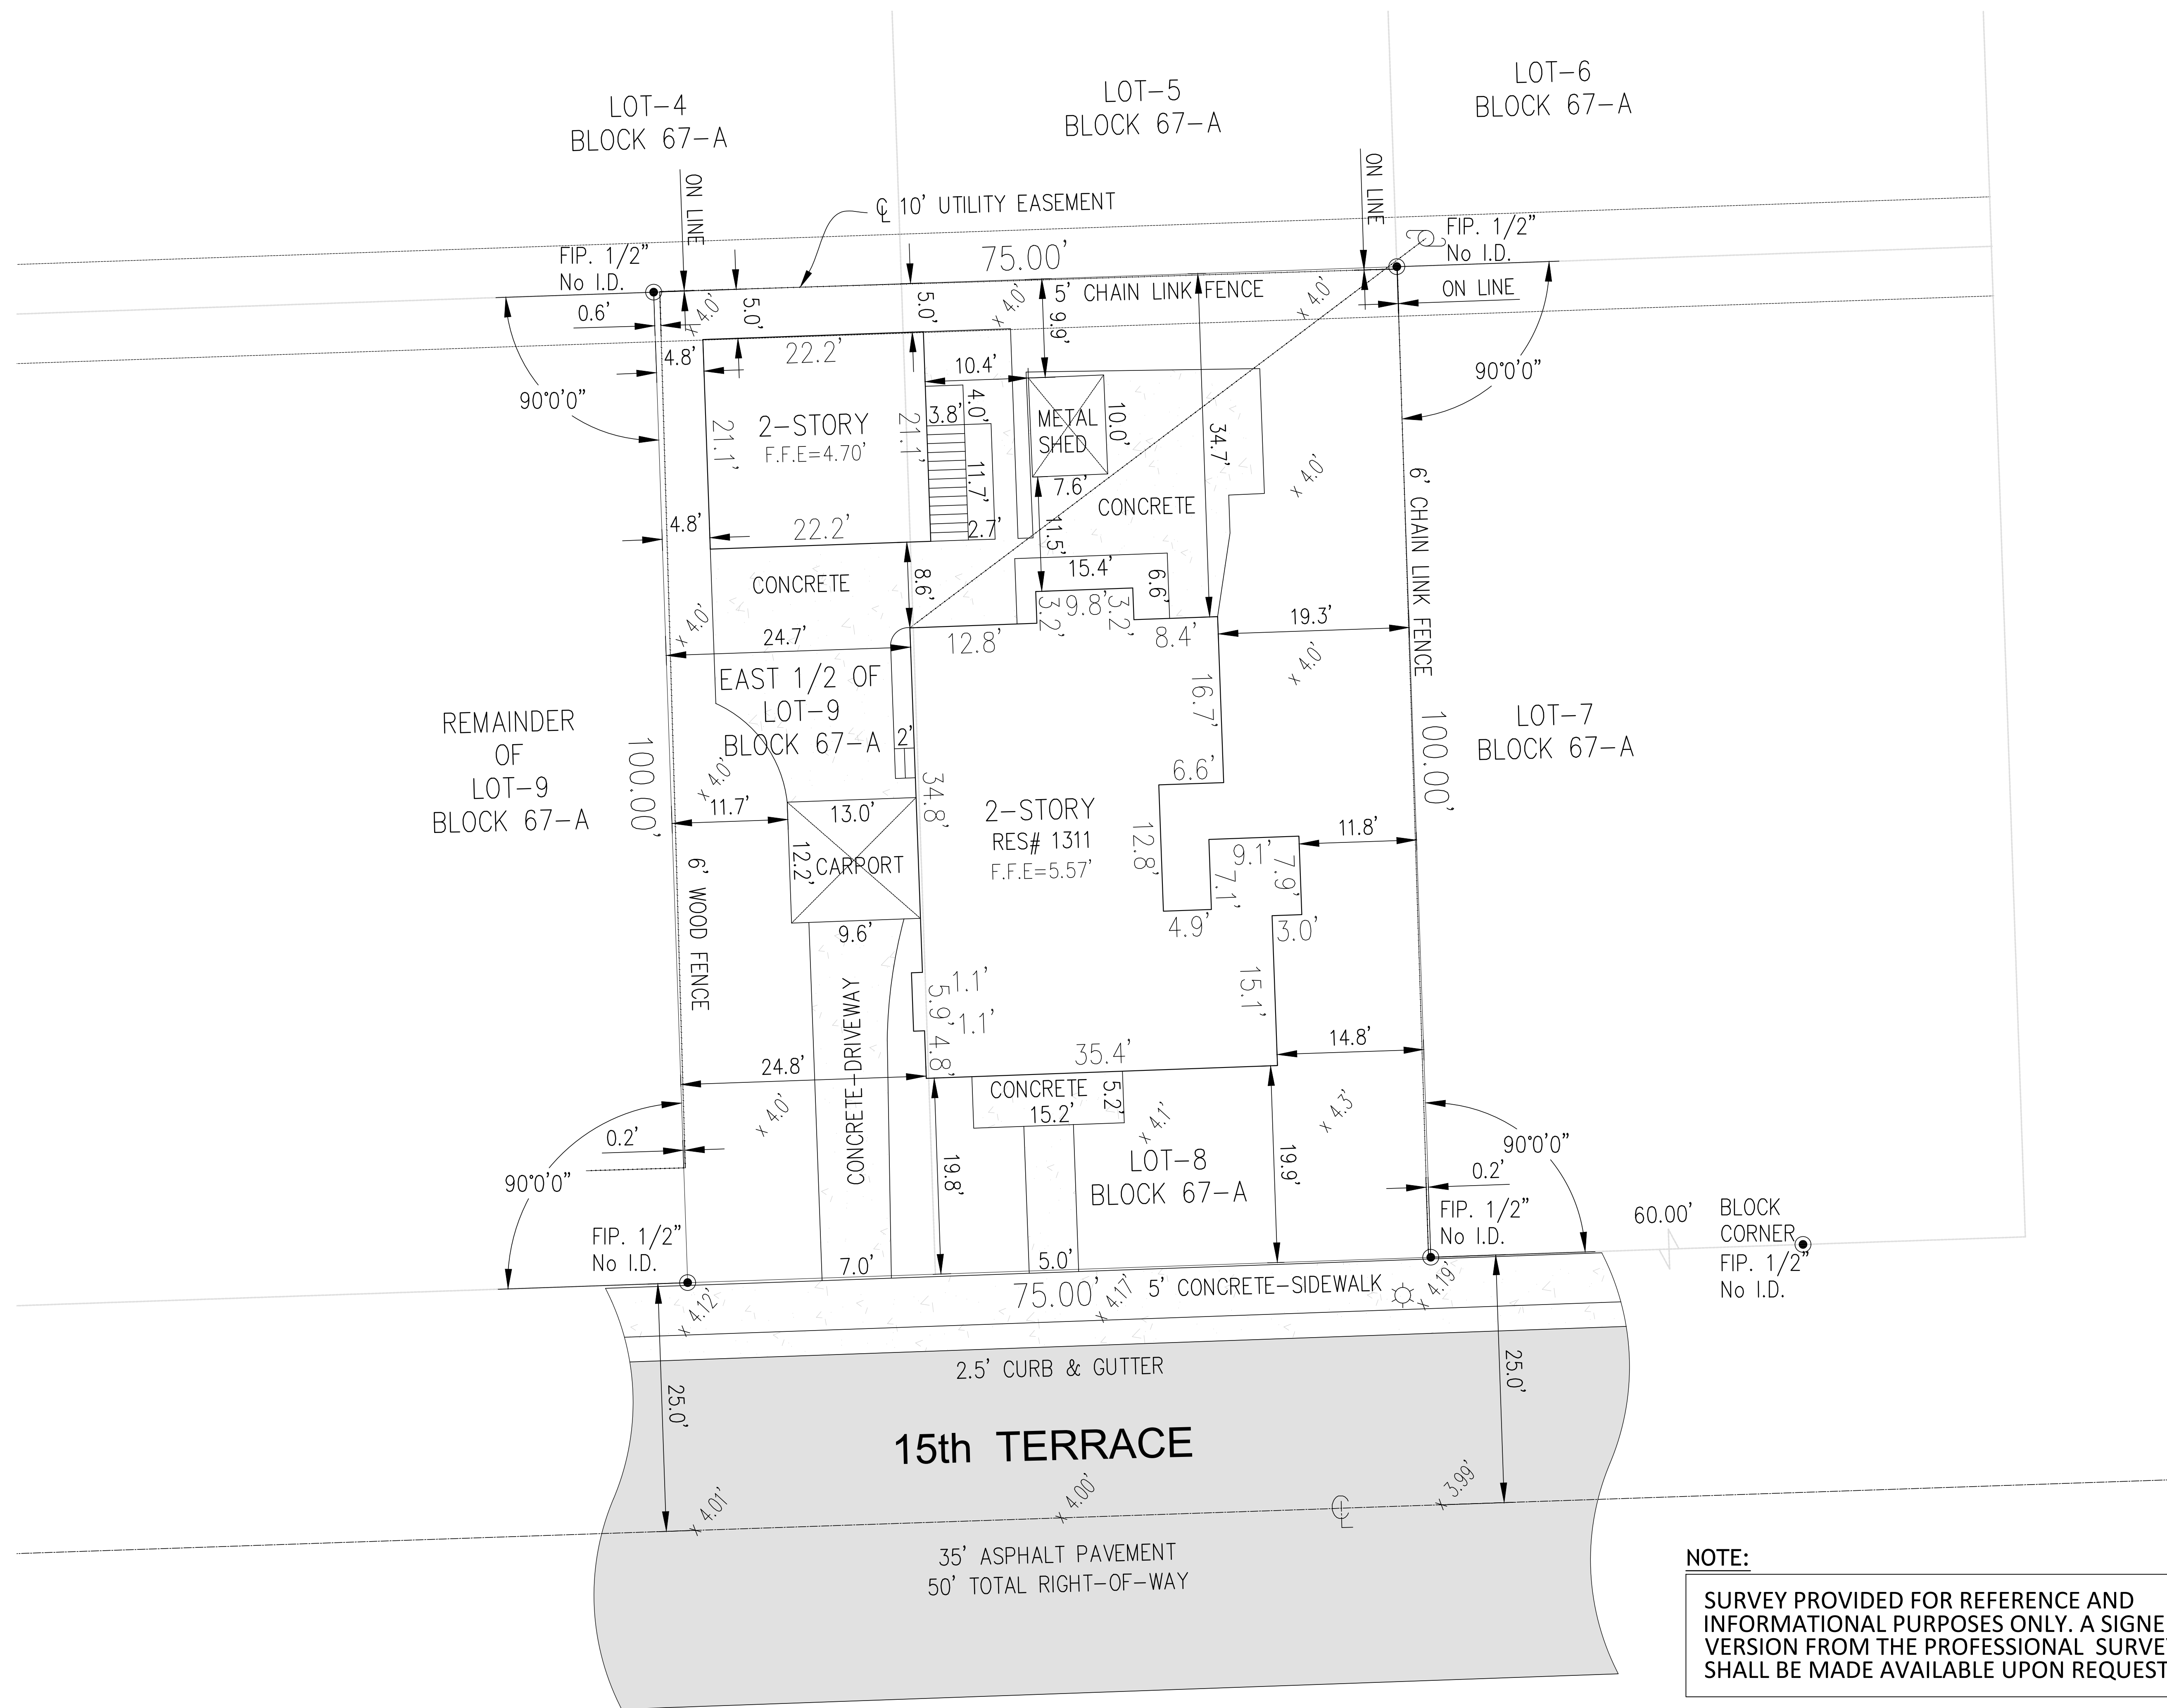 LOT-4
BLOCK 67-A
LOT-5
BLOCK 67-A
LOT-6
BLOCK 67-A
ON LINE
ON LINE
℄ 10' UTILITY EASEMENT
FIP. 1/2"
No I.D.
75.00'
FIP. 1/2"
No I.D.
5' CHAIN LINK FENCE
ON LINE
0.6'
x 4.0'
5.0'
5.0'
x 4.0'
9.9'
x 4.0'
4.8'
22.2'
10.4'
90°0'0"
90°0'0"
21.1'
2-STORY
F.F.E=4.70'
21.1'
3.8'
4.0'
METAL
SHED
10.0'
34.7'
11.7'
7.6'
x 4.0'
4.8'
22.2'
2.7'
11.5'
CONCRETE
6' CHAIN LINK FENCE
CONCRETE
8.6'
15.4'
6.6'
3.2'
9.8'
3.2'
x 4.0'
24.7'
12.8'
8.4'
19.3'
x 4.0'
EAST 1/2 OF
LOT-9
BLOCK 67-A
2'
16.7'
REMAINDER
OF
LOT-9
BLOCK 67-A
100.00'
x 4.0'
100.00'
LOT-7
BLOCK 67-A
11.7'
13.0'
34.8'
6.6'
2-STORY
RES# 1311
F.F.E=5.57'
12.2'
CARPORT
12.8'
9.1'
7.9'
7.1'
11.8'
6' WOOD FENCE
9.6'
4.9'
3.0'
CONCRETE-DRIVEWAY
1.1'
5.9'
1.1'
4.8'
15.1'
35.4'
14.8'
24.8'
x 4.0'
CONCRETE
15.2'
5.2'
x 4.1'
x 4.3'
0.2'
90°0'0"
90°0'0"
19.8'
LOT-8
BLOCK 67-A
19.9'
0.2'
FIP. 1/2"
No I.D.
FIP. 1/2"
No I.D.
60.00'
BLOCK
CORNER
FIP. 1/2"
No I.D.
7.0'
5.0'
x 4.12'
75.00'
x 4.17'
5' CONCRETE-SIDEWALK
x 4.19'
2.5' CURB & GUTTER
25.0'
25.0'
15th TERRACE
x 4.01'
x 4.00'
x 3.99'
℄
35' ASPHALT PAVEMENT
50' TOTAL RIGHT-OF-WAY
NOTE:
SURVEY PROVIDED FOR REFERENCE AND
INFORMATIONAL PURPOSES ONLY. A SIGNE
VERSION FROM THE PROFESSIONAL SURVE
SHALL BE MADE AVAILABLE UPON REQUEST